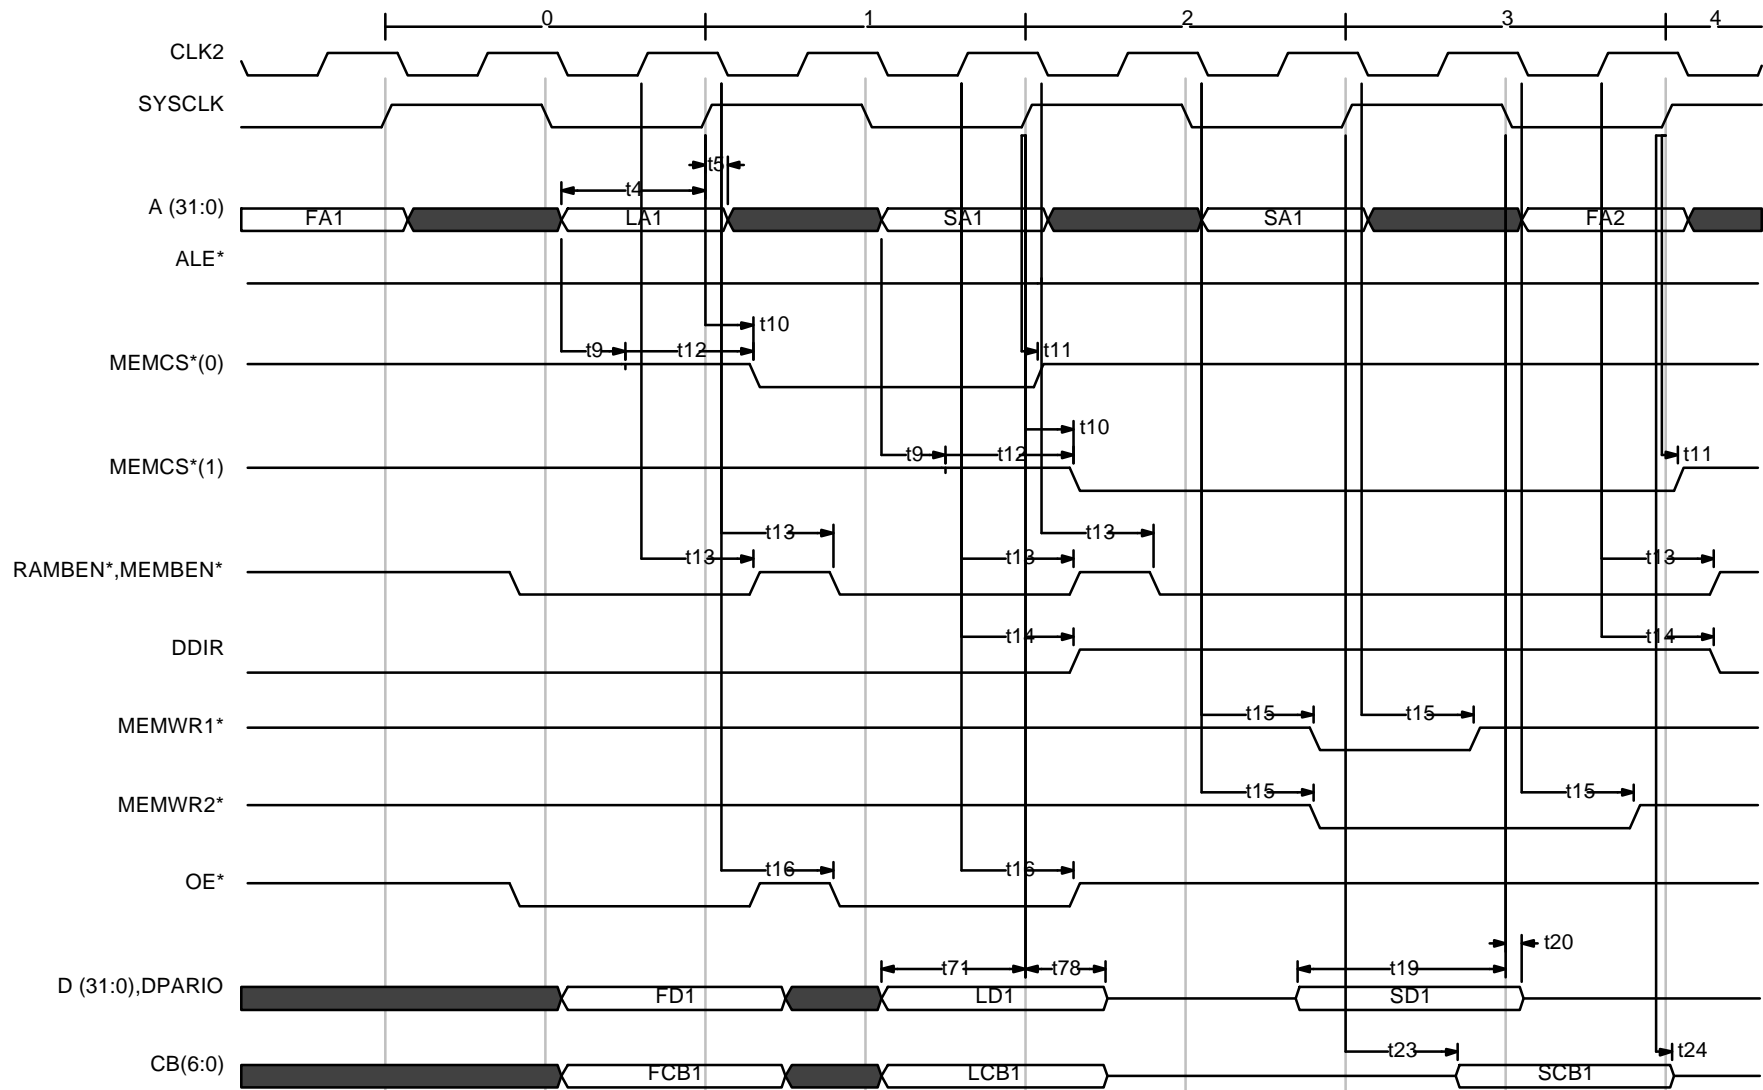 0 1 2 3 4
CLK2
SYSCLK
t5
t4
A (31:0) FA1 LA1 SA1 SA1 FA2
ALE*
t10
t9 t12 t11
MEMCS*(0)
t10
t9 t12 t11
MEMCS*(1)
t13 t13
t13 t13 t13
RAMBEN*,MEMBEN*
t14 t14
DDIR
t15 t15
MEMWR1*
t15 t15
MEMWR2*
t16 t16
OE*
t20
t71 t78 t19
D (31:0),DPARIO FD1 LD1 SD1
t23 t24
CB(6:0) FCB1 LCB1 SCB1